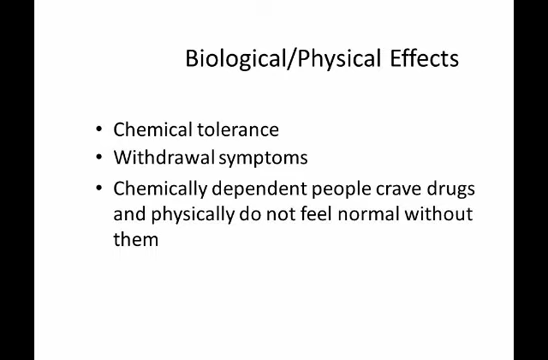 Biological/Physical Effects
• Chemical tolerance
• Withdrawal symptoms
• Chemically dependent people crave drugs
and physically do not feel normal without
them